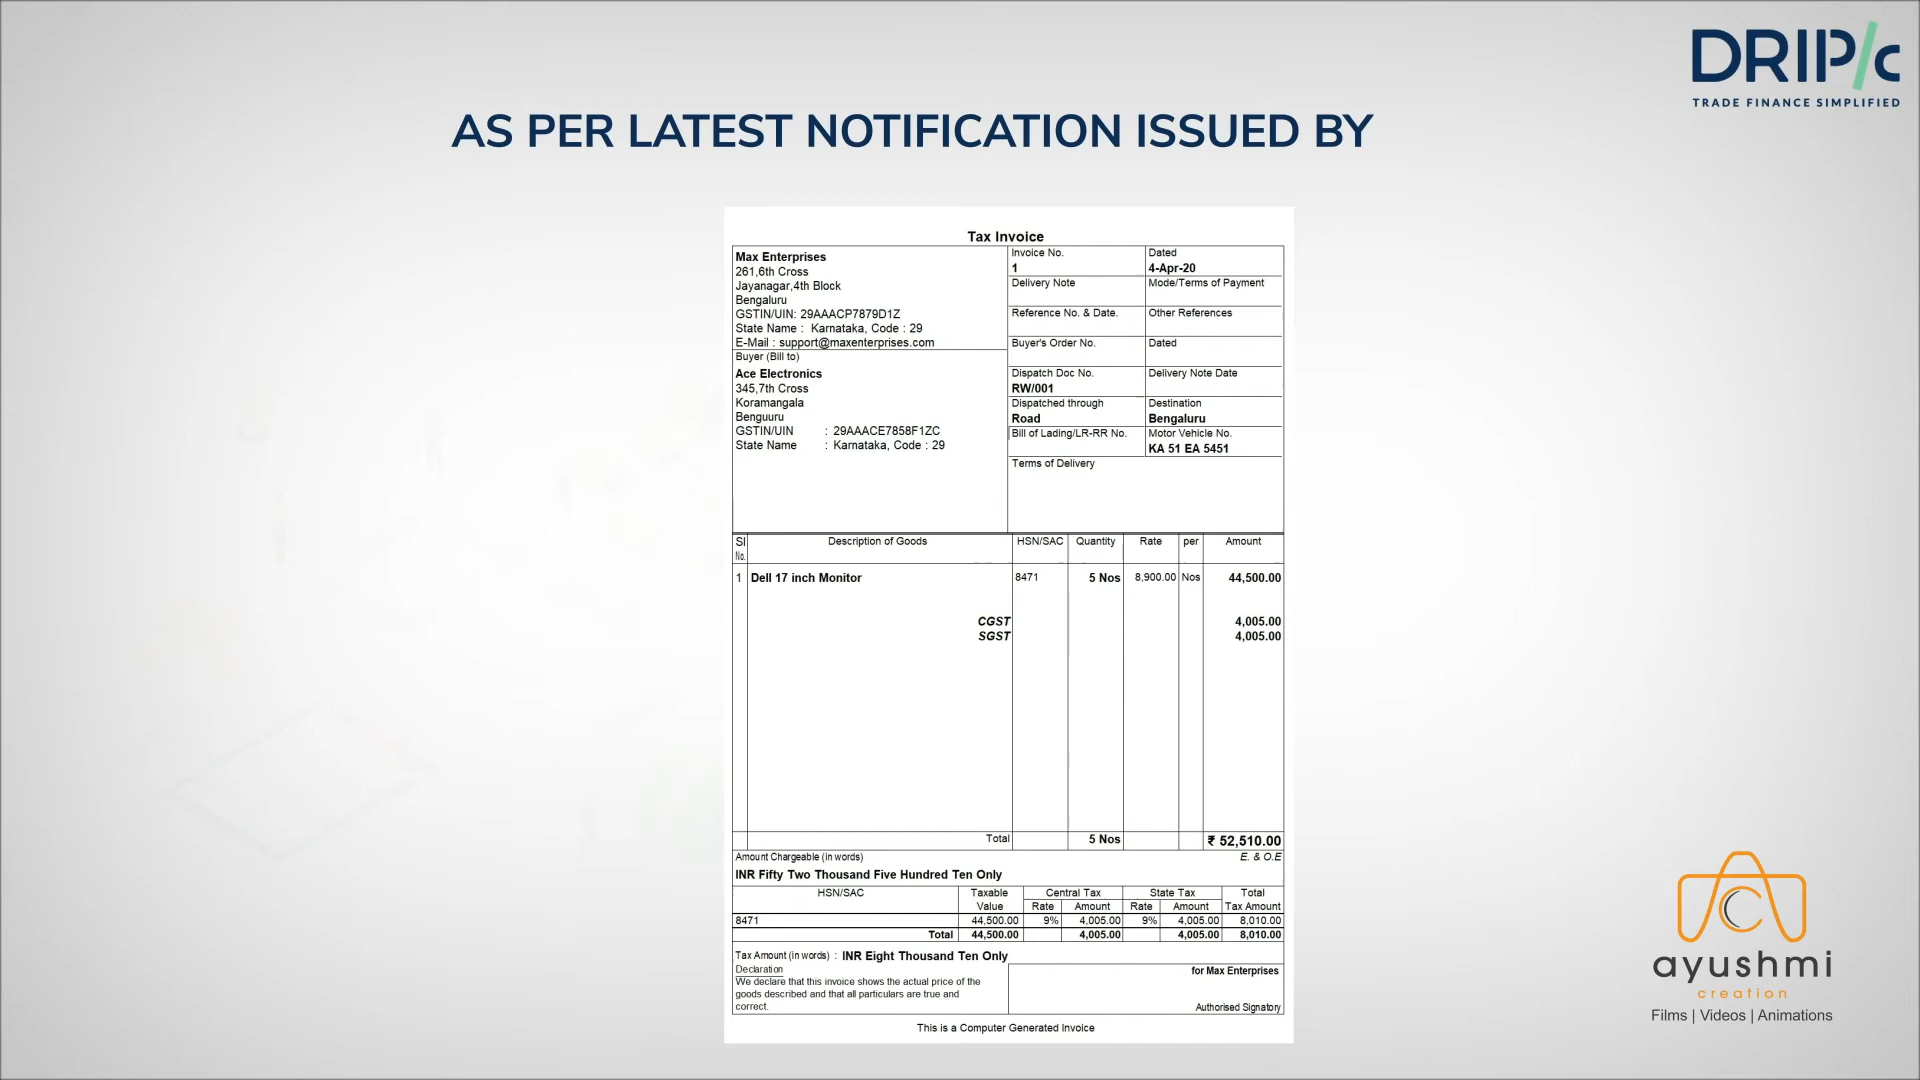 DRIP/c
TRADE FINANCE SIMPLIFIED
AS PER LATEST NOTIFICATION ISSUED BY
Tax Invoice
Max Enterprises
261,6th Cross
Jayanagar,4th Block
Bengaluru
GSTIN/UIN: 29AAACP7879D1Z
State Name : Karnataka, Code : 29
E-Mail : support@maxenterprises.com
Invoice No. Dated
1 4-Apr-20
Delivery Note Mode/Terms of Payment
Reference No. & Date. Other References
Buyer's Order No. Dated
Buyer (Bill to)
Ace Electronics
345,7th Cross
Koramangala
Benguuru
GSTIN/UIN : 29AAACE7858F1ZC
State Name : Karnataka, Code : 29
Dispatch Doc No. Delivery Note Date
RW/001
Dispatched through Destination
Road Bengaluru
Bill of Lading/LR-RR No. Motor Vehicle No.
KA 51 EA 5451
Terms of Delivery
Sl Description of Goods HSN/SAC Quantity Rate per Amount
No.
1 Dell 17 inch Monitor 8471 5 Nos 8,900.00 Nos 44,500.00
CGST 4,005.00
SGST 4,005.00
Total 5 Nos ₹ 52,510.00
Amount Chargeable (in words) E. & O.E
INR Fifty Two Thousand Five Hundred Ten Only
HSN/SAC Taxable Central Tax State Tax Total
Value Rate Amount Rate Amount Tax Amount
8471 44,500.00 9% 4,005.00 9% 4,005.00 8,010.00
Total 44,500.00 4,005.00 4,005.00 8,010.00
Tax Amount (in words) : INR Eight Thousand Ten Only
Declaration
We declare that this invoice shows the actual price of the
goods described and that all particulars are true and
correct.
for Max Enterprises
Authorised Signatory
This is a Computer Generated Invoice
ayushmi
creation
Films | Videos | Animations